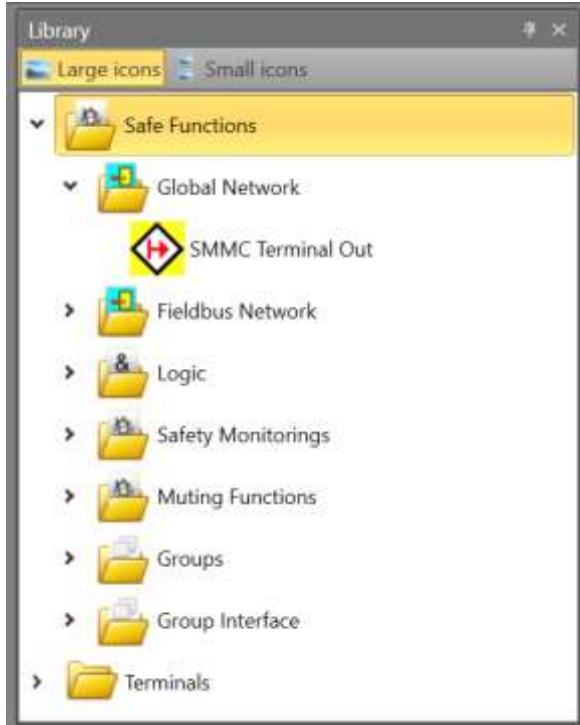 Library
Large icons Small icons
Safe Functions
Global Network
SMMC Terminal Out
Fieldbus Network
&
Logic
Safety Monitorings
Muting Functions
Groups
Group Interface
Terminals